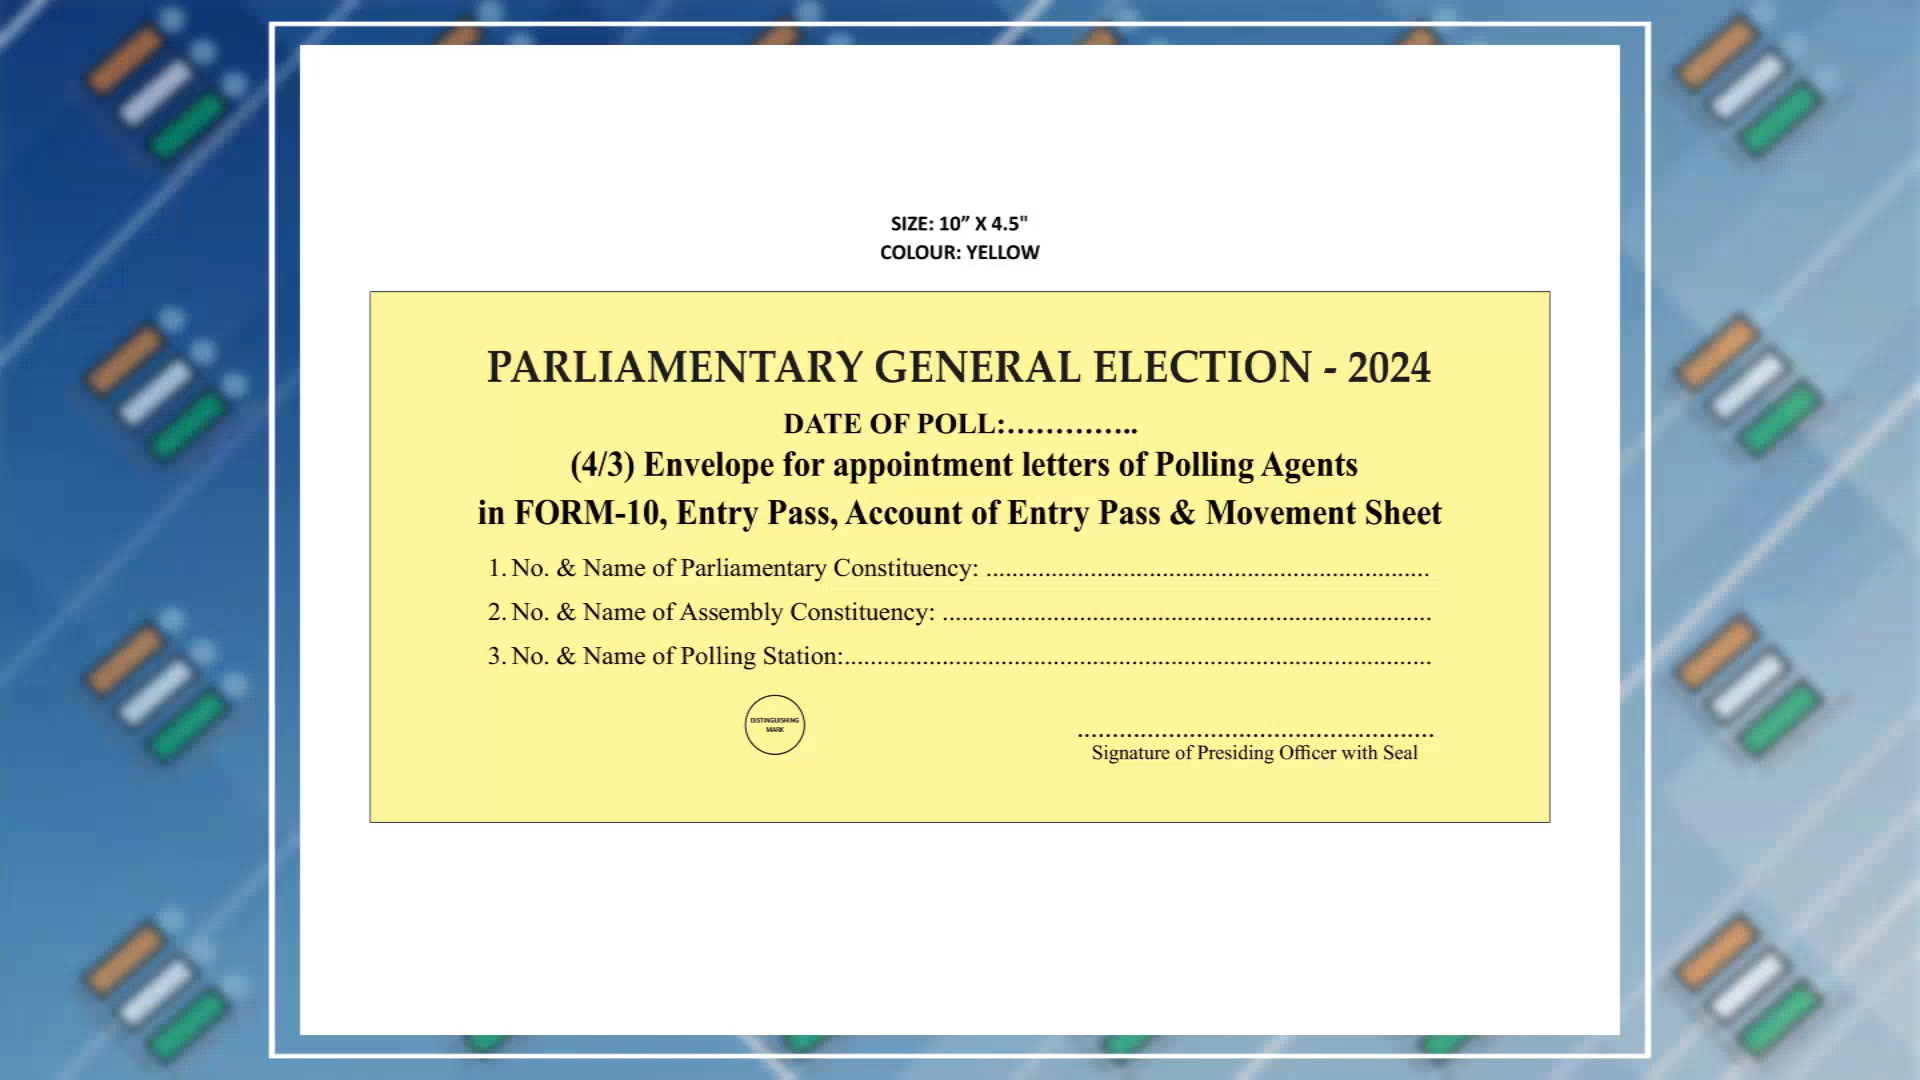 SIZE: 10” X 4.5"
COLOUR: YELLOW
PARLIAMENTARY GENERAL ELECTION - 2024
DATE OF POLL:…………..
(4/3) Envelope for appointment letters of Polling Agents
in FORM-10, Entry Pass, Account of Entry Pass & Movement Sheet
1. No. & Name of Parliamentary Constituency: ....................................................................
2. No. & Name of Assembly Constituency: ...........................................................................
3. No. & Name of Polling Station:..........................................................................................
DISTINGUISHING
MARK
...................................................
Signature of Presiding Officer with Seal